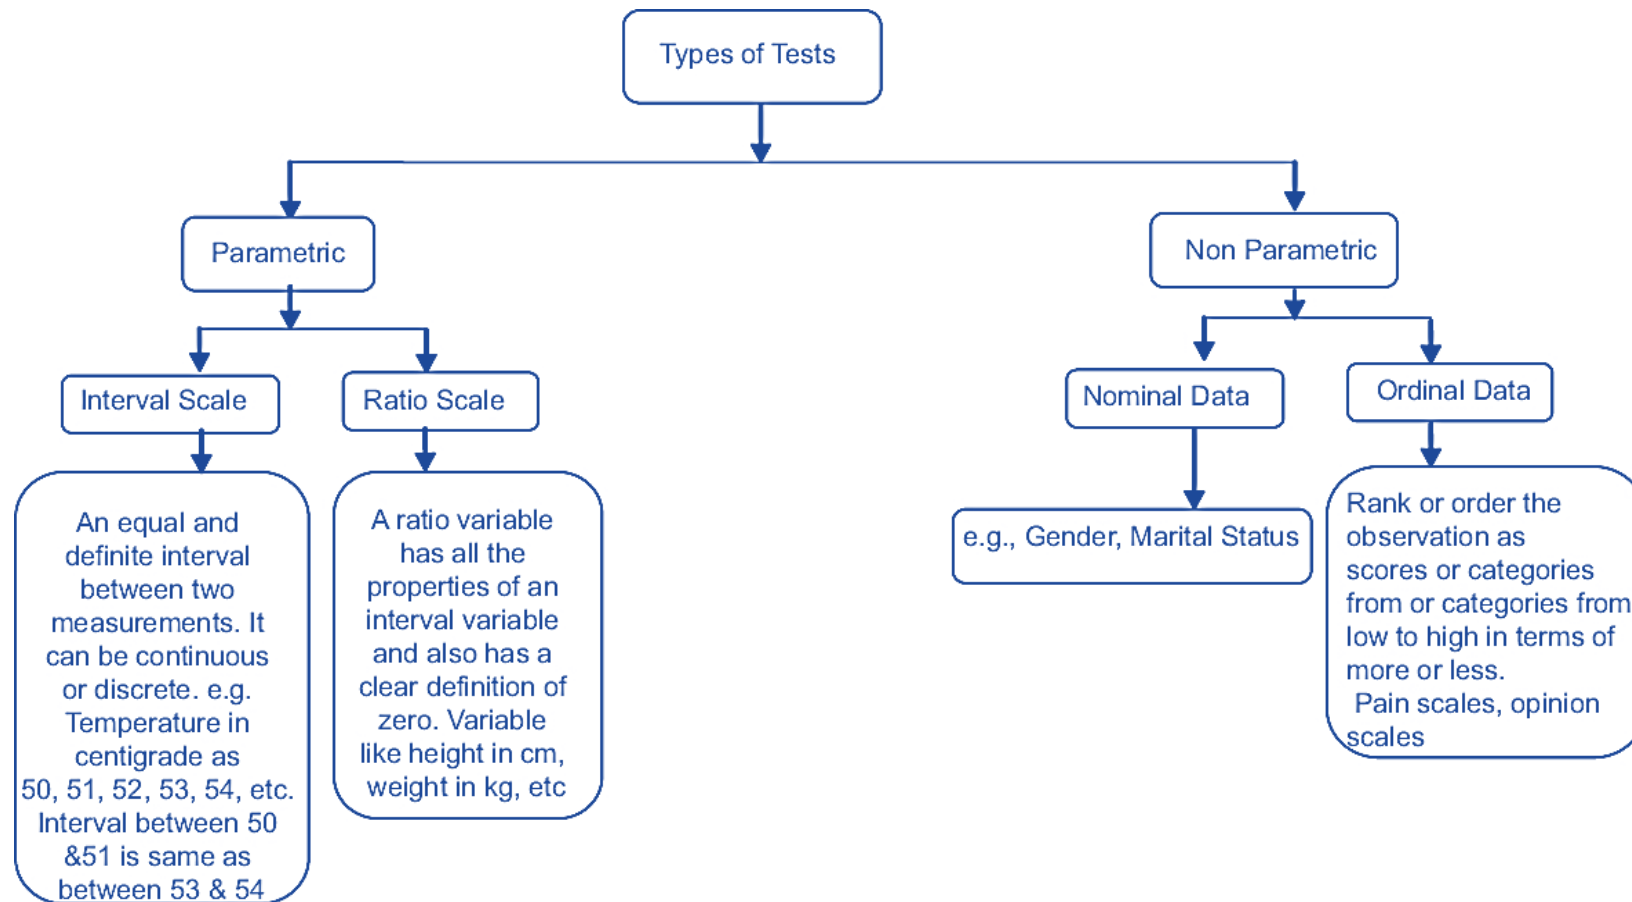 Types of Tests
Parametric
Non Parametric
Interval Scale
Ratio Scale
Nominal Data
Ordinal Data
An equal and
definite interval
between two
measurements. It
can be continuous
or discrete. e.g.
Temperature in
centigrade as
50, 51, 52, 53, 54, etc.
Interval between 50
&51 is same as
between 53 & 54
A ratio variable
has all the
properties of an
interval variable
and also has a
clear definition of
zero. Variable
like height in cm,
weight in kg, etc
e.g., Gender, Marital Status
Rank or order the
observation as
scores or categories
from or categories from
low to high in terms of
more or less.
Pain scales, opinion
scales